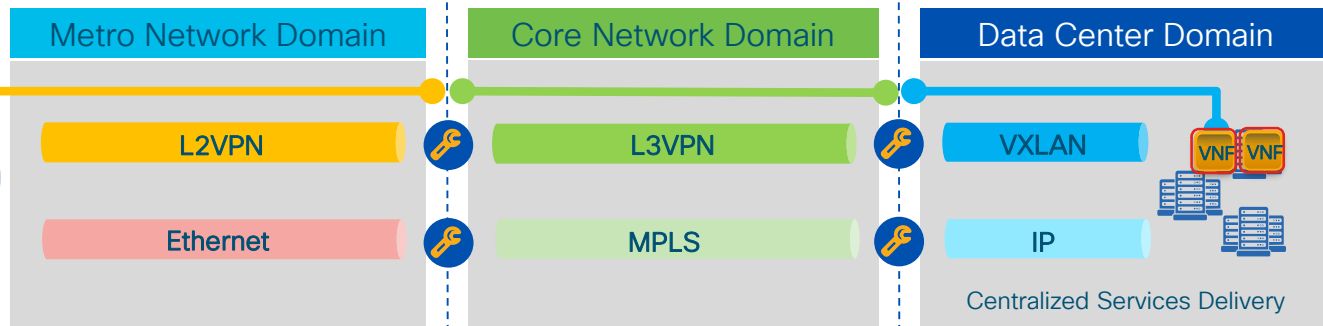 Metro Network Domain
Core Network Domain
Data Center Domain
L2VPN
L3VPN
VXLAN
VNF
VNF
Ethernet
MPLS
IP
Centralized Services Delivery